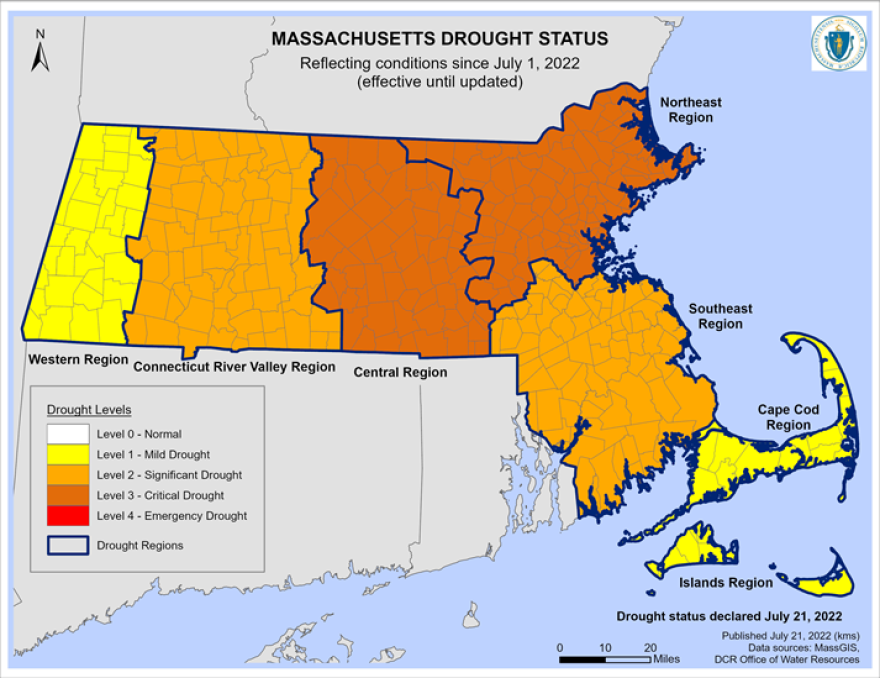 MASSACHUSETTS DROUGHT STATUS
Reflecting conditions since July 1, 2022
(effective until updated)
N
Northeast
Region
Southeast
Region
Western Region
Connecticut River Valley Region
Central Region
Cape Cod
Region
Islands Region
Drought Levels
Level 0 - Normal
Level 1 - Mild Drought
Level 2 - Significant Drought
Level 3 - Critical Drought
Level 4 - Emergency Drought
Drought Regions
Drought status declared July 21, 2022
Published July 21, 2022 (kms)
Data sources: MassGIS,
DCR Office of Water Resources
0 10 20
Miles